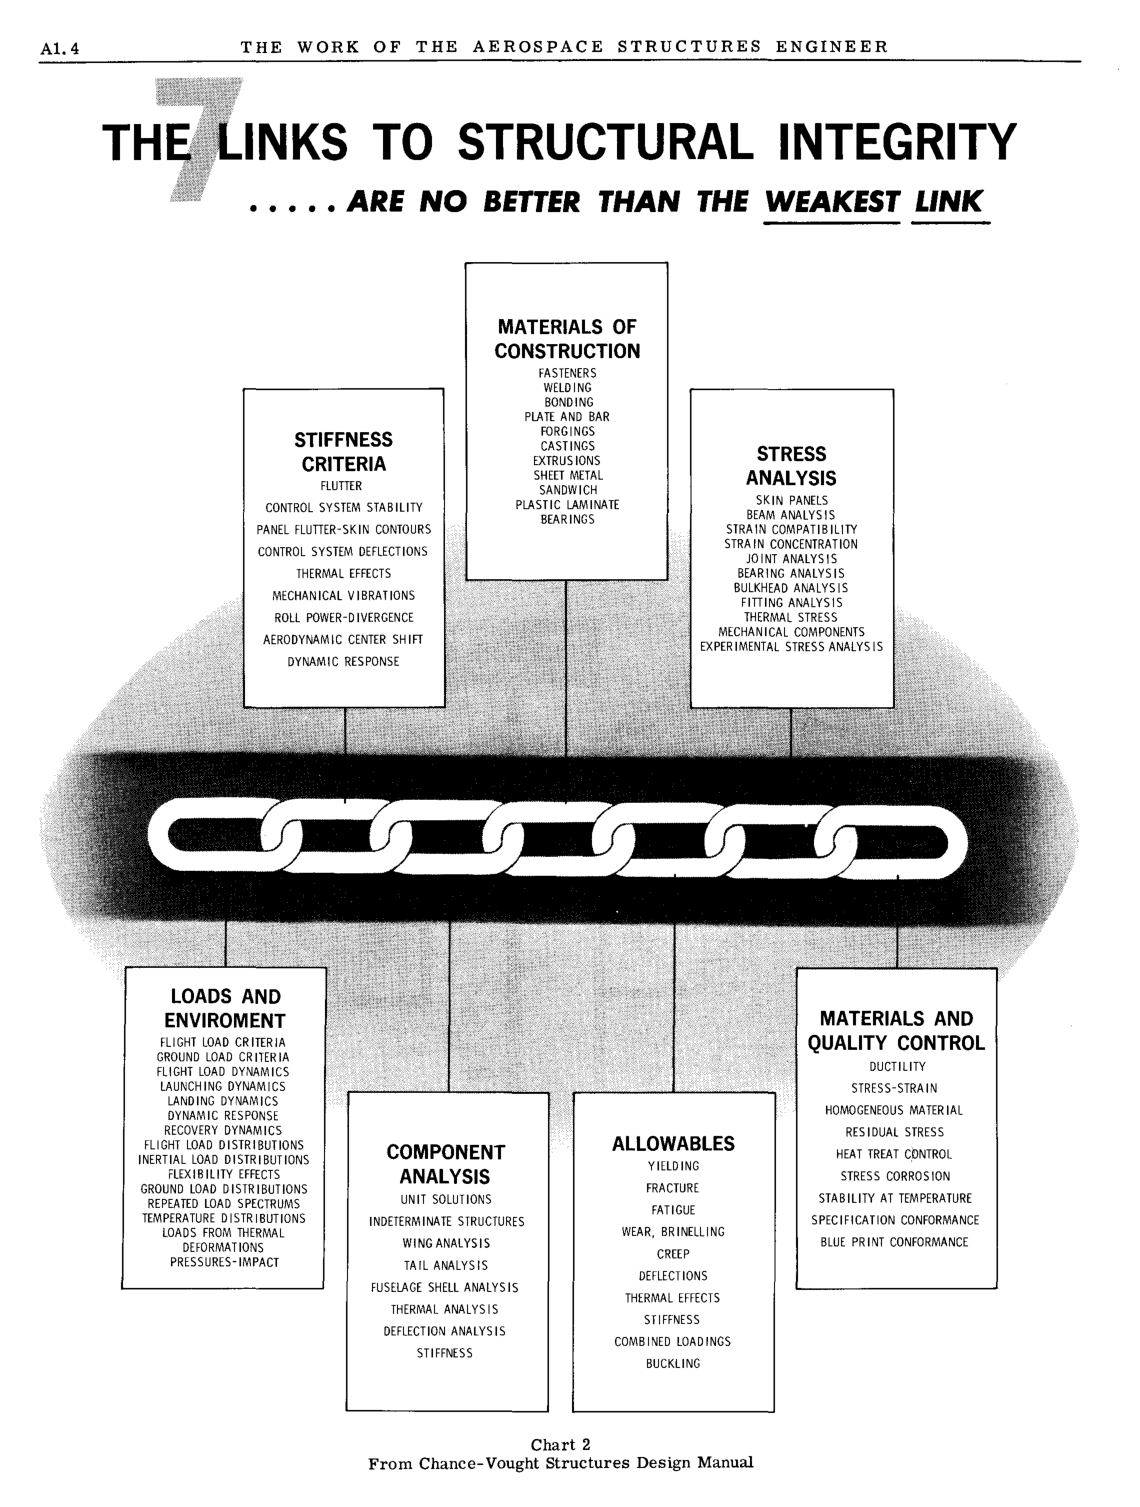 A1.4 THE WORK OF THE AEROSPACE STRUCTURES ENGINEER
THE 7 LINKS TO STRUCTURAL INTEGRITY
. . . . . ARE NO BETTER THAN THE WEAKEST LINK
MATERIALS OF
CONSTRUCTION
FASTENERS
WELDING
BONDING
PLATE AND BAR
FORGINGS
CASTINGS
EXTRUSIONS
SHEET METAL
SANDWICH
PLASTIC LAMINATE
BEARINGS
STIFFNESS
CRITERIA
FLUTTER
CONTROL SYSTEM STABILITY
PANEL FLUTTER-SKIN CONTOURS
CONTROL SYSTEM DEFLECTIONS
THERMAL EFFECTS
MECHANICAL VIBRATIONS
ROLL POWER-DIVERGENCE
AERODYNAMIC CENTER SHIFT
DYNAMIC RESPONSE
STRESS
ANALYSIS
SKIN PANELS
BEAM ANALYSIS
STRAIN COMPATIBILITY
STRAIN CONCENTRATION
JOINT ANALYSIS
BEARING ANALYSIS
BULKHEAD ANALYSIS
FITTING ANALYSIS
THERMAL STRESS
MECHANICAL COMPONENTS
EXPERIMENTAL STRESS ANALYSIS
LOADS AND
ENVIROMENT
FLIGHT LOAD CRITERIA
GROUND LOAD CRITERIA
FLIGHT LOAD DYNAMICS
LAUNCHING DYNAMICS
LANDING DYNAMICS
DYNAMIC RESPONSE
RECOVERY DYNAMICS
FLIGHT LOAD DISTRIBUTIONS
INERTIAL LOAD DISTRIBUTIONS
FLEXIBILITY EFFECTS
GROUND LOAD DISTRIBUTIONS
REPEATED LOAD SPECTRUMS
TEMPERATURE DISTRIBUTIONS
LOADS FROM THERMAL
DEFORMATIONS
PRESSURES-IMPACT
COMPONENT
ANALYSIS
UNIT SOLUTIONS
INDETERMINATE STRUCTURES
WING ANALYSIS
TAIL ANALYSIS
FUSELAGE SHELL ANALYSIS
THERMAL ANALYSIS
DEFLECTION ANALYSIS
STIFFNESS
ALLOWABLES
YIELDING
FRACTURE
FATIGUE
WEAR, BRINELLING
CREEP
DEFLECTIONS
THERMAL EFFECTS
STIFFNESS
COMBINED LOADINGS
BUCKLING
MATERIALS AND
QUALITY CONTROL
DUCTILITY
STRESS-STRAIN
HOMOGENEOUS MATERIAL
RESIDUAL STRESS
HEAT TREAT CONTROL
STRESS CORROSION
STABILITY AT TEMPERATURE
SPECIFICATION CONFORMANCE
BLUE PRINT CONFORMANCE
Chart 2
From Chance-Vought Structures Design Manual